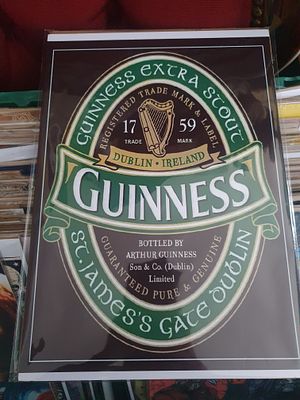 GUINNESS EXTRA STOUT
REGISTERED TRADE MARK & LABEL
17 59
TRADE MARK
DUBLIN · IRELAND
GUINNESS
BOTTLED BY
ARTHUR GUINNESS
Son & Co. (Dublin)
Limited
GUARANTEED PURE & GENUINE
ST. JAMES'S GATE DUBLIN